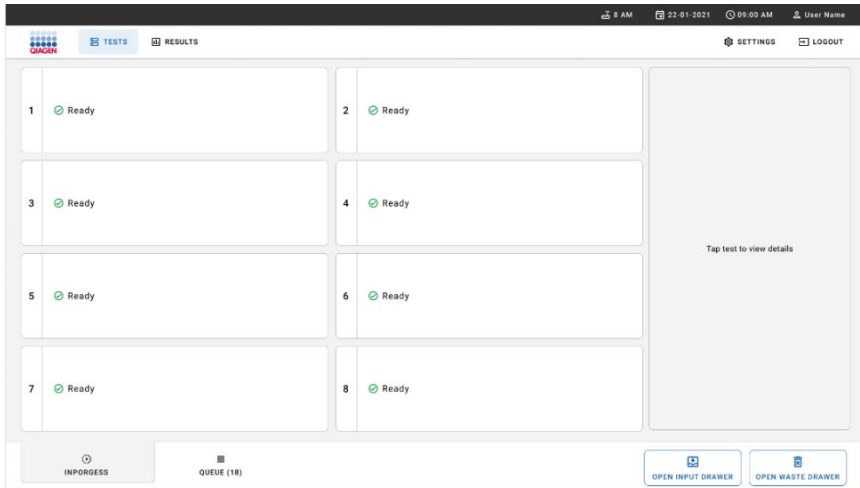 8 AM 22-01-2021 09:00 AM User Name
QIAGEN TESTS RESULTS SETTINGS LOGOUT
1 Ready 2 Ready
3 Ready 4 Ready
Tap test to view details
5 Ready 6 Ready
7 Ready 8 Ready
INPORGESS QUEUE (18) OPEN INPUT DRAWER OPEN WASTE DRAWER